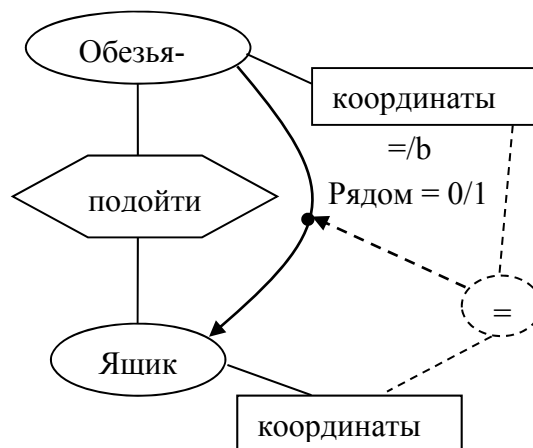 Обезья-
координаты
=/b
подойти
Рядом = 0/1
=
Ящик
координаты